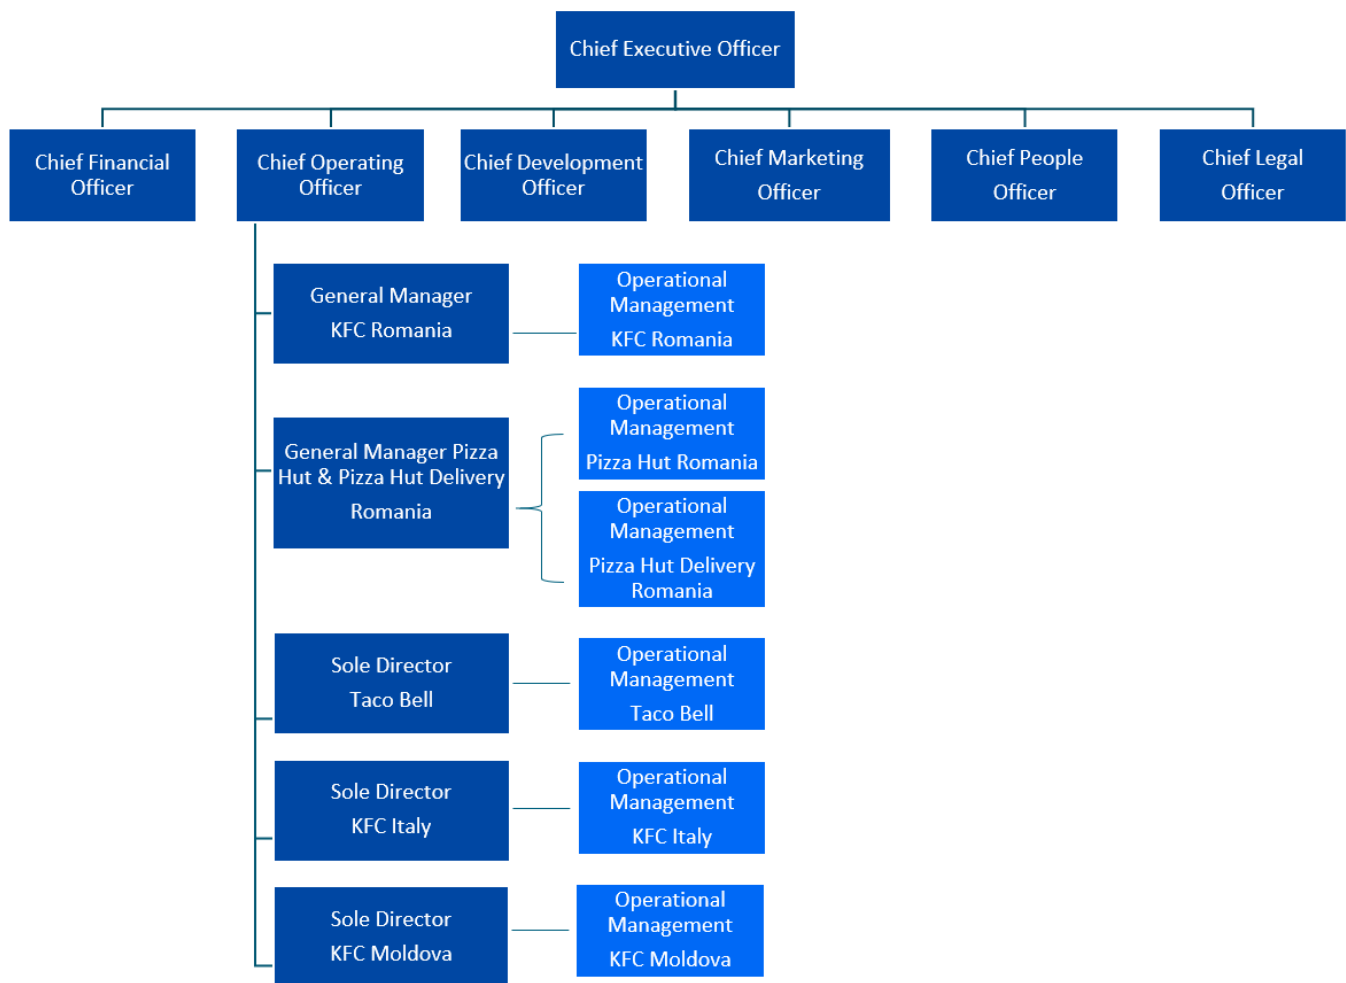 Chief Executive Officer
Chief Financial
Officer
Chief Operating
Officer
Chief Development
Officer
Chief Marketing
Officer
Chief People
Officer
Chief Legal
Officer
General Manager
KFC Romania
Operational
Management
KFC Romania
General Manager Pizza
Hut & Pizza Hut Delivery
Romania
Operational
Management
Pizza Hut Romania
Operational
Management
Pizza Hut Delivery
Romania
Sole Director
Taco Bell
Operational
Management
Taco Bell
Sole Director
KFC Italy
Operational
Management
KFC Italy
Sole Director
KFC Moldova
Operational
Management
KFC Moldova